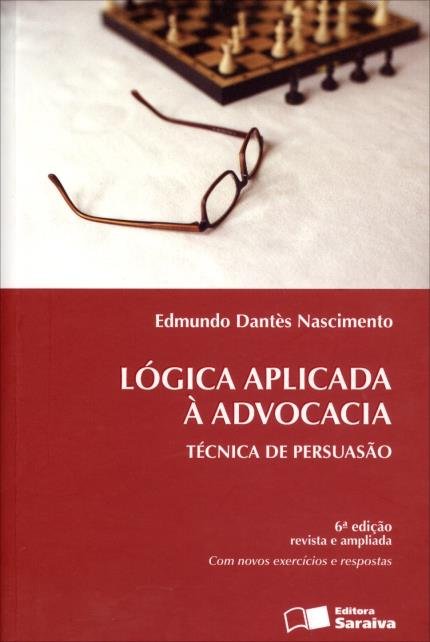 Edmundo Dantès Nascimento
LÓGICA APLICADA
À ADVOCACIA
TÉCNICA DE PERSUASÃO
6ª edição
revista e ampliada
Com novos exercícios e respostas
Editora
Saraiva